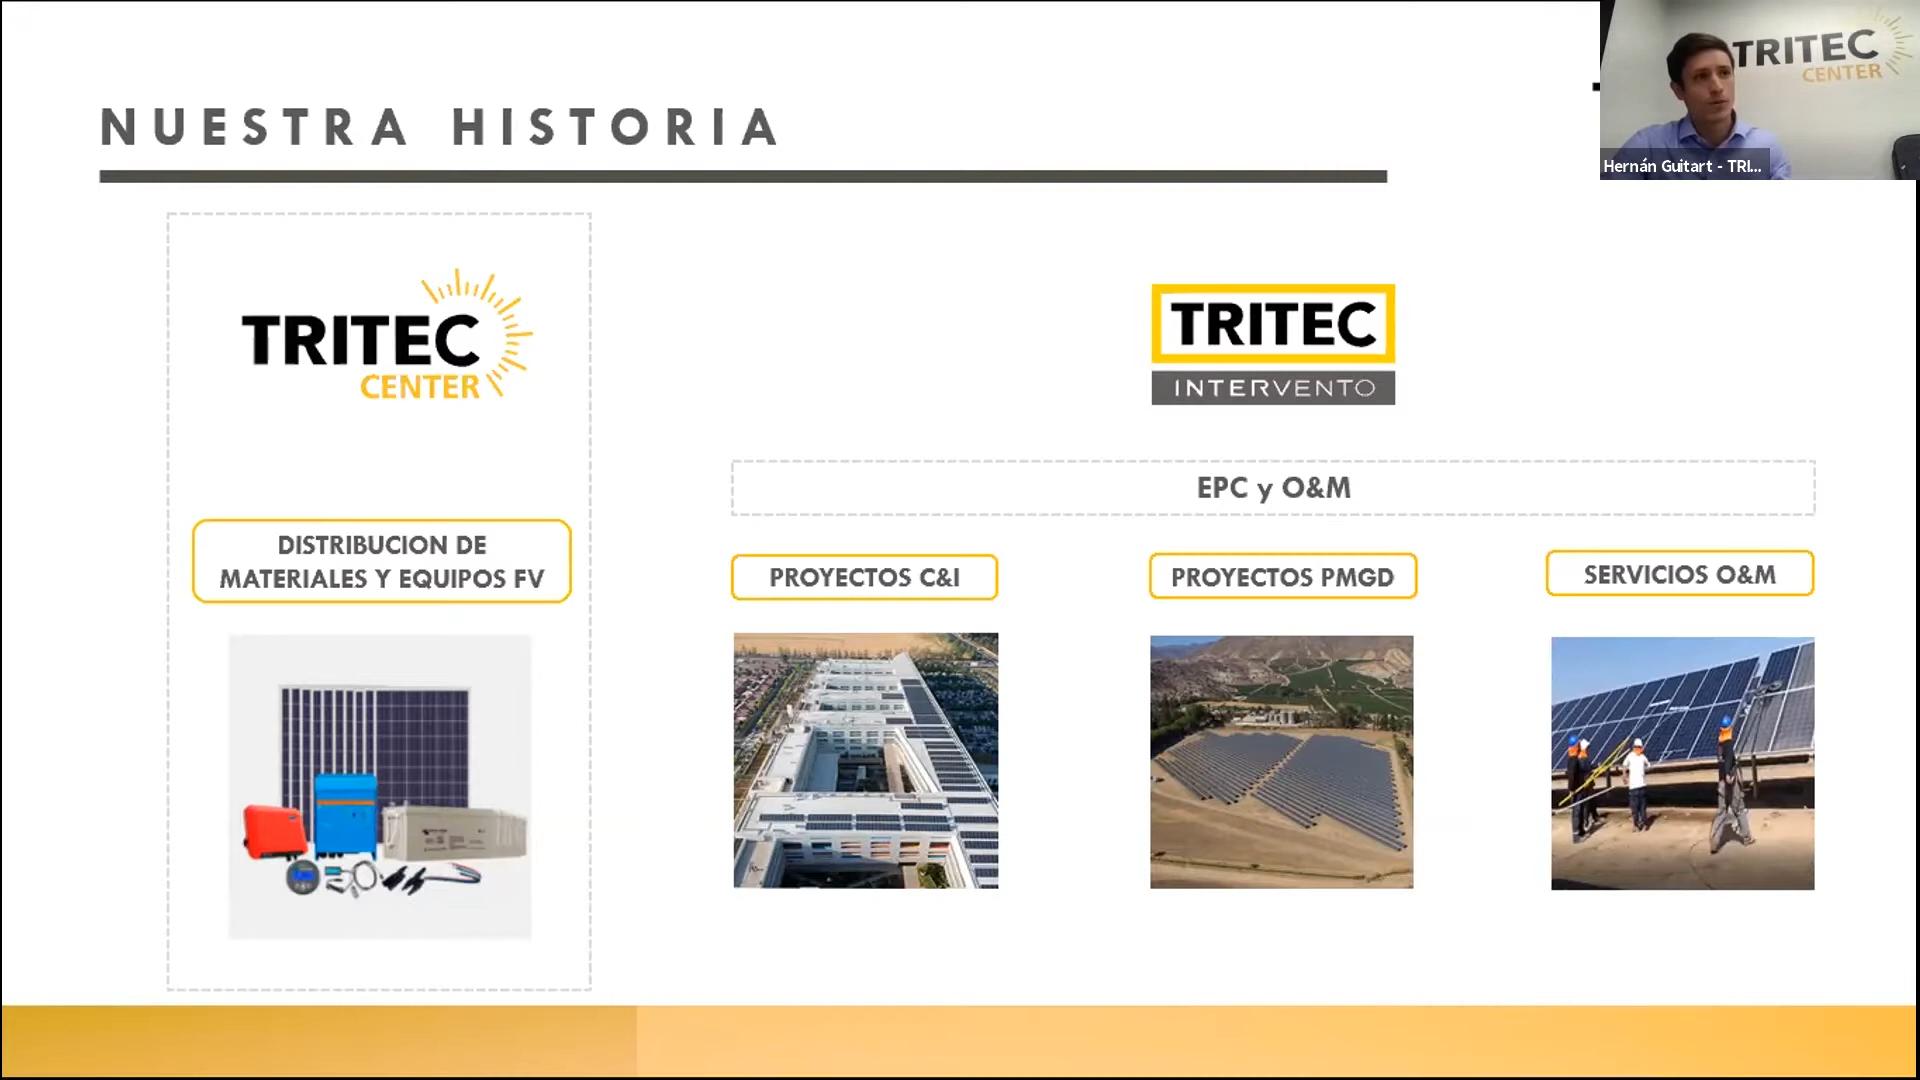 NUESTRA HISTORIA
TRITEC
CENTER
Hernán Guitart - TRI...
TRITEC
CENTER
DISTRIBUCION DE
MATERIALES Y EQUIPOS FV
TRITEC
INTERVENTO
EPC y O&M
PROYECTOS C&I
PROYECTOS PMGD
SERVICIOS O&M